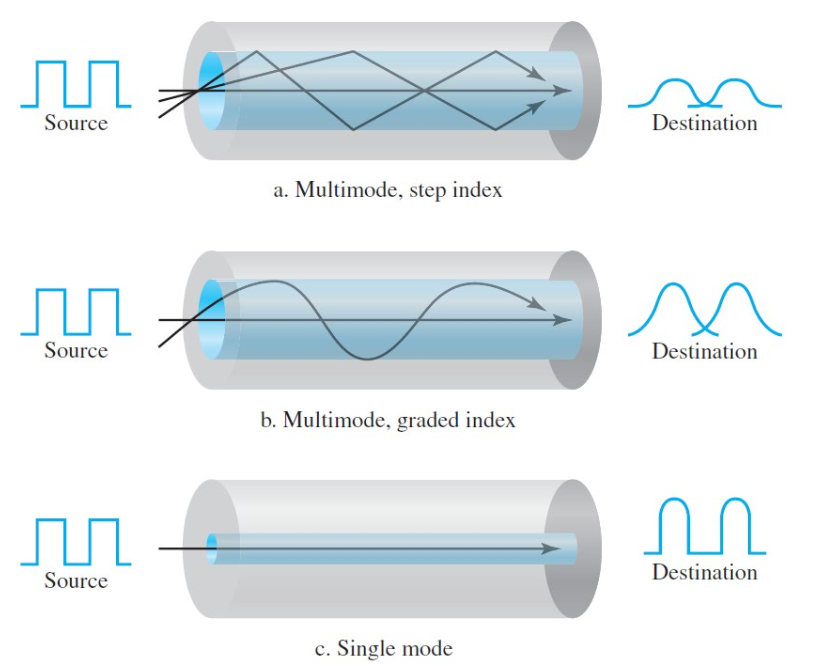 Source
Destination
a. Multimode, step index
Source
Destination
b. Multimode, graded index
Source
Destination
c. Single mode